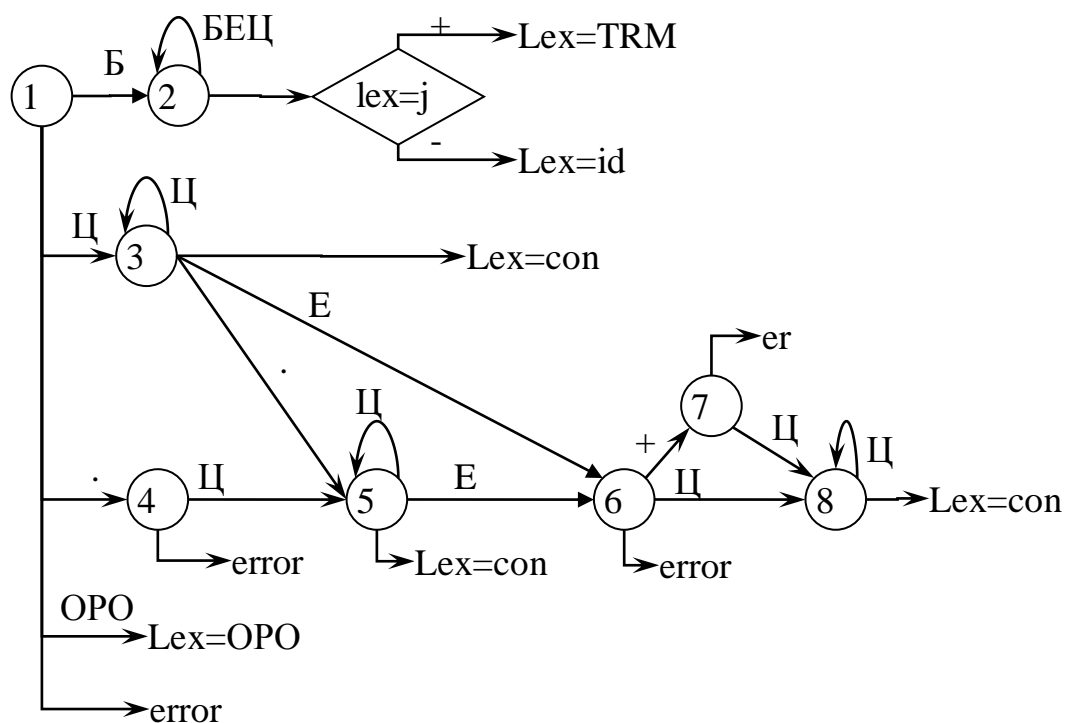 + Lex=TRM
БЕЦ
Б
1 2 lex=j
- Lex=id
Ц
Ц 3 Lex=con
Е
.
er
7
Ц
+ Ц Ц
. 4 Ц 5 Е 6 Ц 8 Lex=con
error Lex=con error
ОРО
Lex=OPO
error